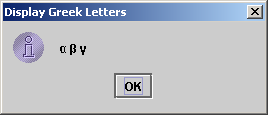 Display Greek Letters
α β γ
OK